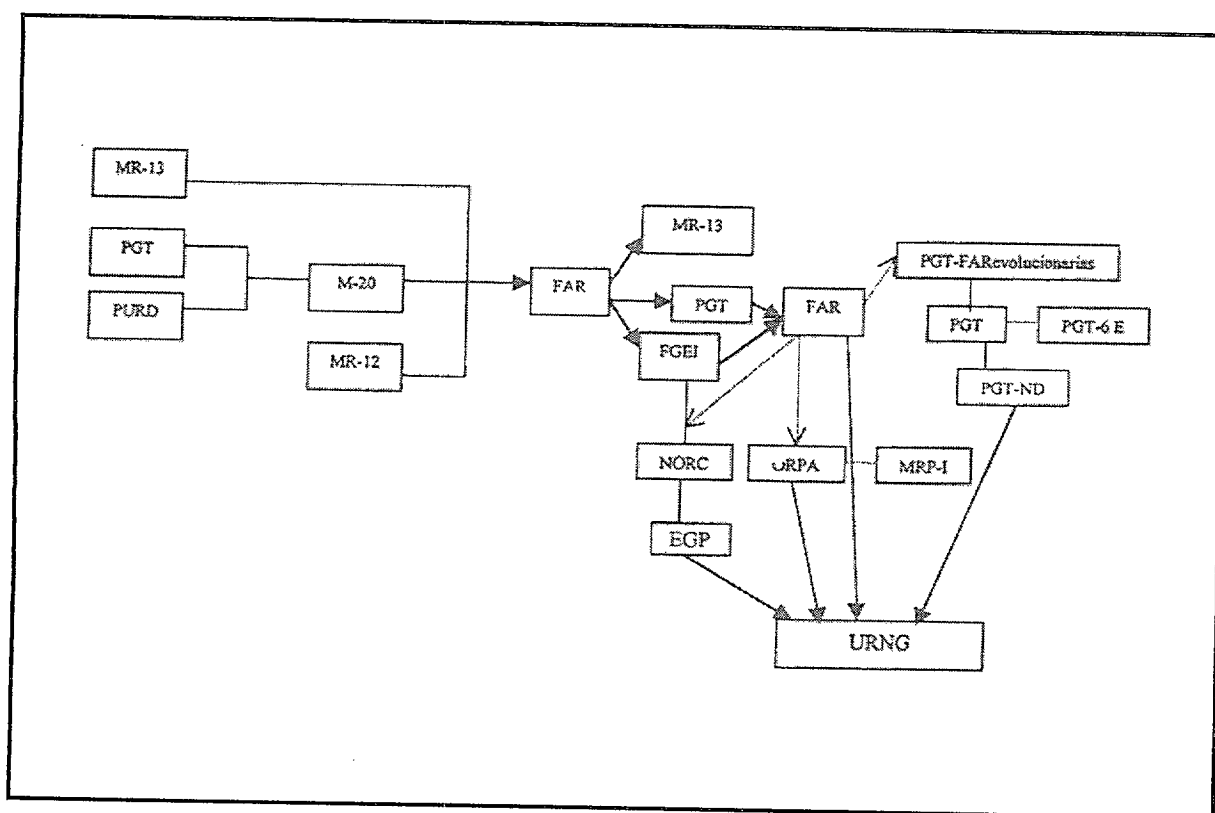 MR-13
PGT
PURD
M-20
MR-12
FAR
MR-13
PGT
FGEI
FAR
PGT-FARevolucionarias
PGT
PGT-6 E
PGT-ND
NORC
ORPA
MRP-I
EGP
URNG